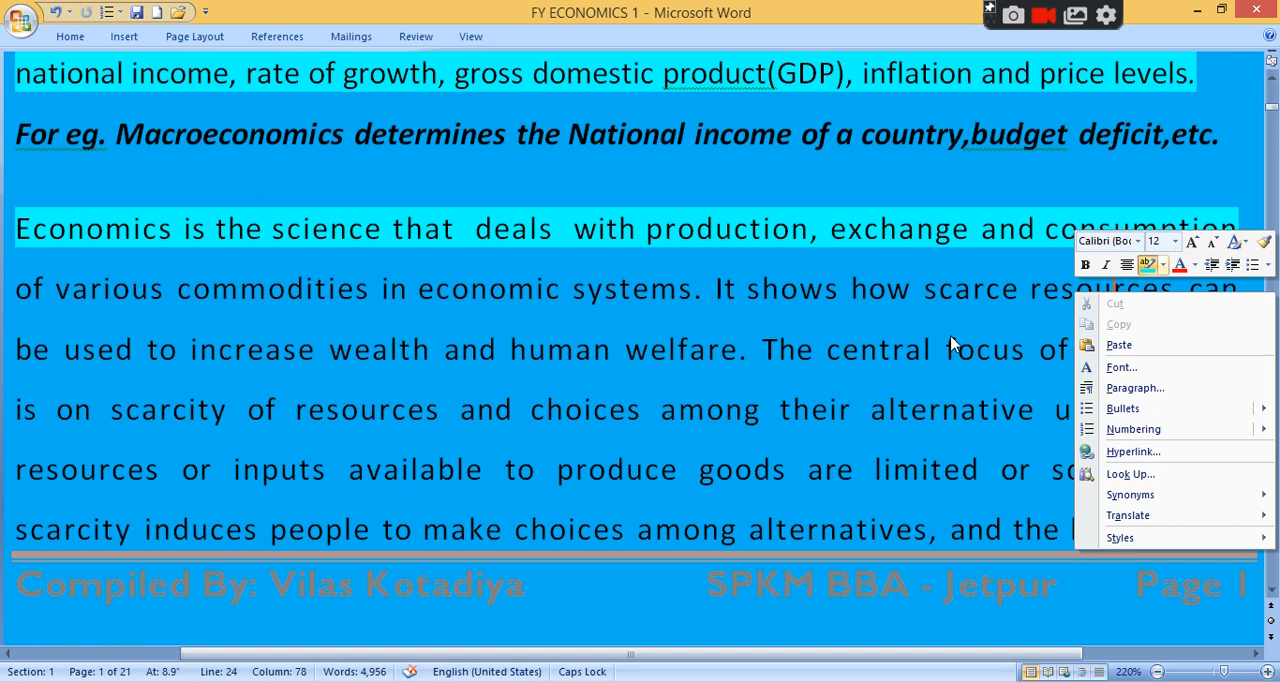 FY ECONOMICS 1 - Microsoft Word
Home Insert Page Layout References Mailings Review View
national income, rate of growth, gross domestic product(GDP), inflation and price levels.
For eg. Macroeconomics determines the National income of a country,budget deficit,etc.
Economics is the science that deals with production, exchange and consumption
of various commodities in economic systems. It shows how scarce resources can
be used to increase wealth and human welfare. The central focus of
is on scarcity of resources and choices among their alternative
resources or inputs available to produce goods are limited or
scarcity induces people to make choices among alternatives, and the
Calibri (Boc 12
Cut
Copy
Paste
Font...
Paragraph...
Bullets
Numbering
Hyperlink...
Look Up...
Synonyms
Translate
Styles
Compiled By: Vilas Kotadiya SPKM BBA - Jetpur Page 1
Section: 1 Page: 1 of 21 At: 8.9" Line: 24 Column: 78 Words: 4,956 English (United States) Caps Lock 220%